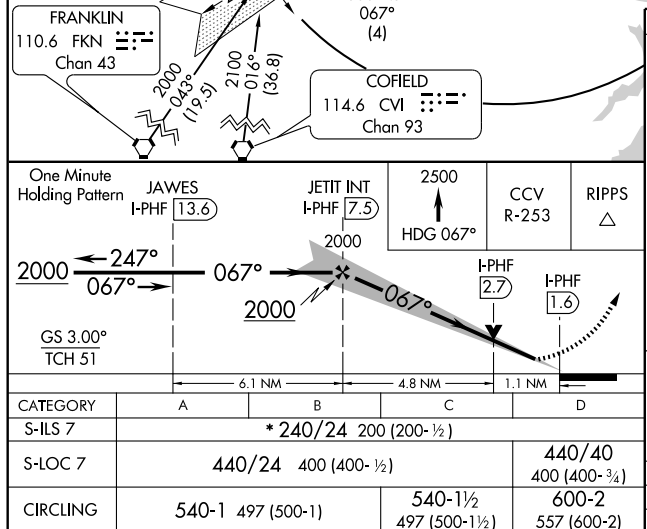 067°
(4)
FRANKLIN
110.6 FKN
Chan 43
2000
043°
(19.5)
2100
016°
(36.8)
COFIELD
114.6 CVI
Chan 93
One Minute
Holding Pattern
JAWES
I-PHF 13.6
JETIT INT
I-PHF 7.5
2500
HDG 067°
CCV
R-253
RIPPS
2000
247°
067°
067°
2000
2000
067°
I-PHF
2.7
I-PHF
1.6
GS 3.00°
TCH 51
6.1 NM
4.8 NM
1.1 NM
CATEGORY A B C D
S-ILS 7 * 240/24 200 (200-½)
S-LOC 7 440/24 400 (400-½) 440/40
400 (400-¾)
CIRCLING 540-1 497 (500-1) 540-1½
497 (500-1½) 600-2
557 (600-2)